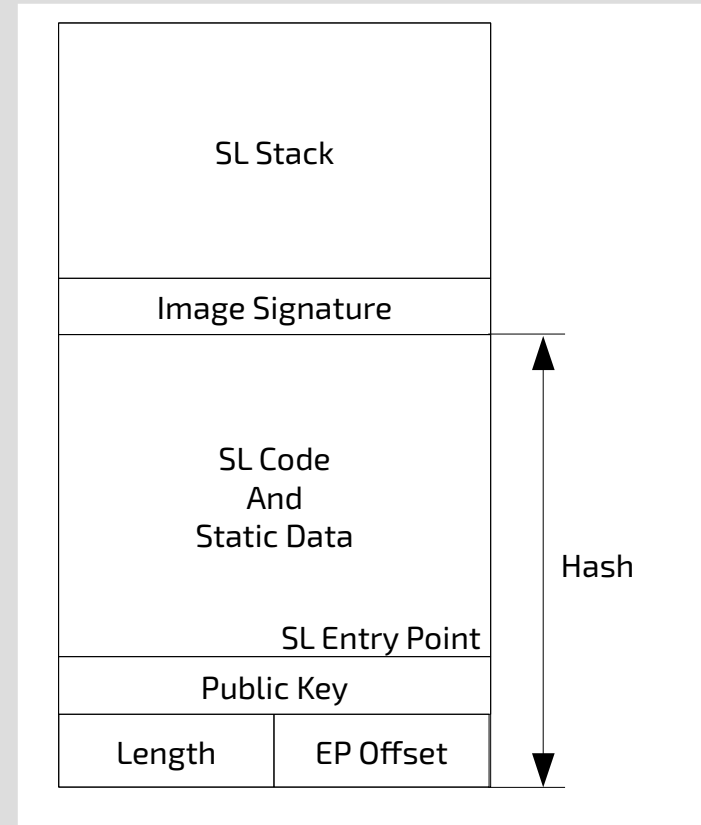 SL Stack
Image Signature
SL Code
And
Static Data
Hash
SL Entry Point
Public Key
Length
EP Offset